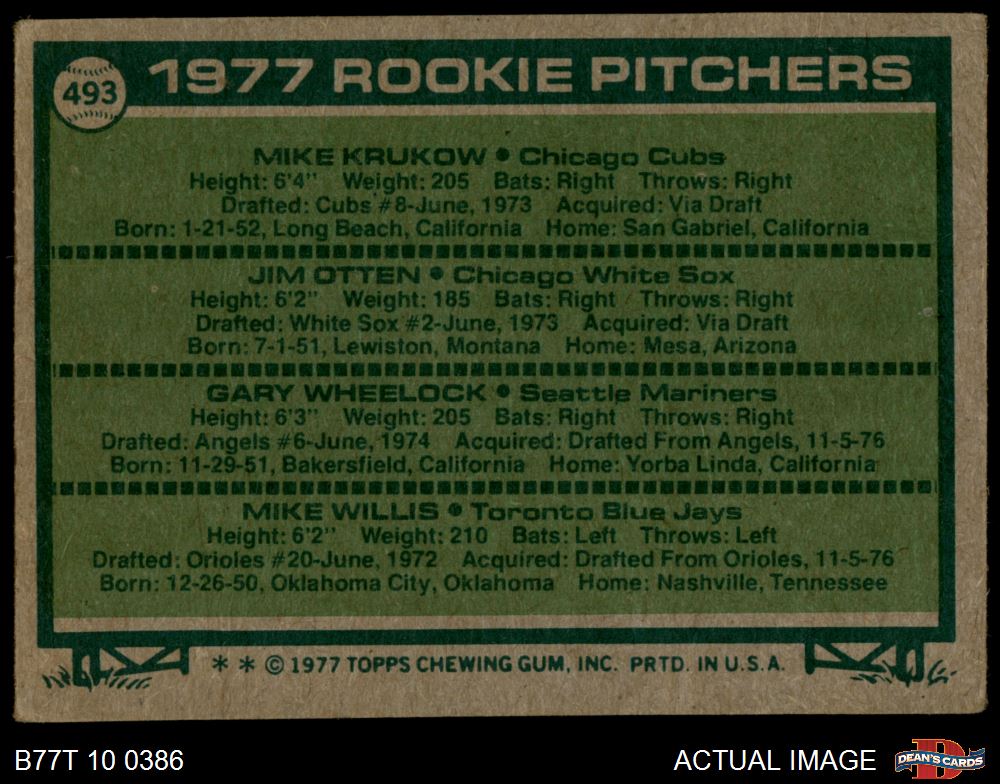 493
1977 ROOKIE PITCHERS
MIKE KRUKOW • Chicago Cubs
Height: 6'4" Weight: 205 Bats: Right Throws: Right
Drafted: Cubs #8-June, 1973 Acquired: Via Draft
Born: 1-21-52, Long Beach, California Home: San Gabriel, California
JIM OTTEN • Chicago White Sox
Height: 6'2" Weight: 185 Bats: Right Throws: Right
Drafted: White Sox #2-June, 1973 Acquired: Via Draft
Born: 7-1-51, Lewiston, Montana Home: Mesa, Arizona
GARY WHEELOCK • Seattle Mariners
Height: 6'3" Weight: 205 Bats: Right Throws: Right
Drafted: Angels #6-June, 1974 Acquired: Drafted From Angels, 11-5-76
Born: 11-29-51, Bakersfield, California Home: Yorba Linda, California
MIKE WILLIS • Toronto Blue Jays
Height: 6'2" Weight: 210 Bats: Left Throws: Left
Drafted: Orioles #20-June, 1972 Acquired: Drafted From Orioles, 11-5-76
Born: 12-26-50, Oklahoma City, Oklahoma Home: Nashville, Tennessee
* * © 1977 TOPPS CHEWING GUM, INC. PRTD. IN U.S.A.
B77T 10 0386
ACTUAL IMAGE
D
DEAN'S CARDS